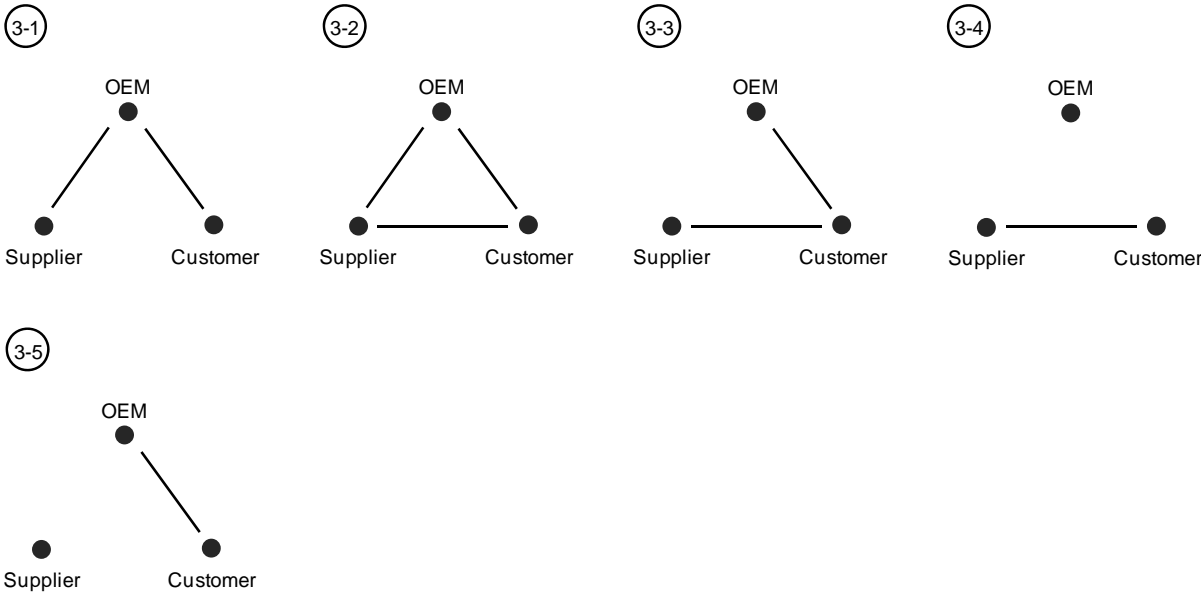 3-1 3-2 3-3 3-4
OEM OEM OEM OEM
Supplier Customer Supplier Customer Supplier Customer Supplier Customer
3-5
OEM
Supplier Customer